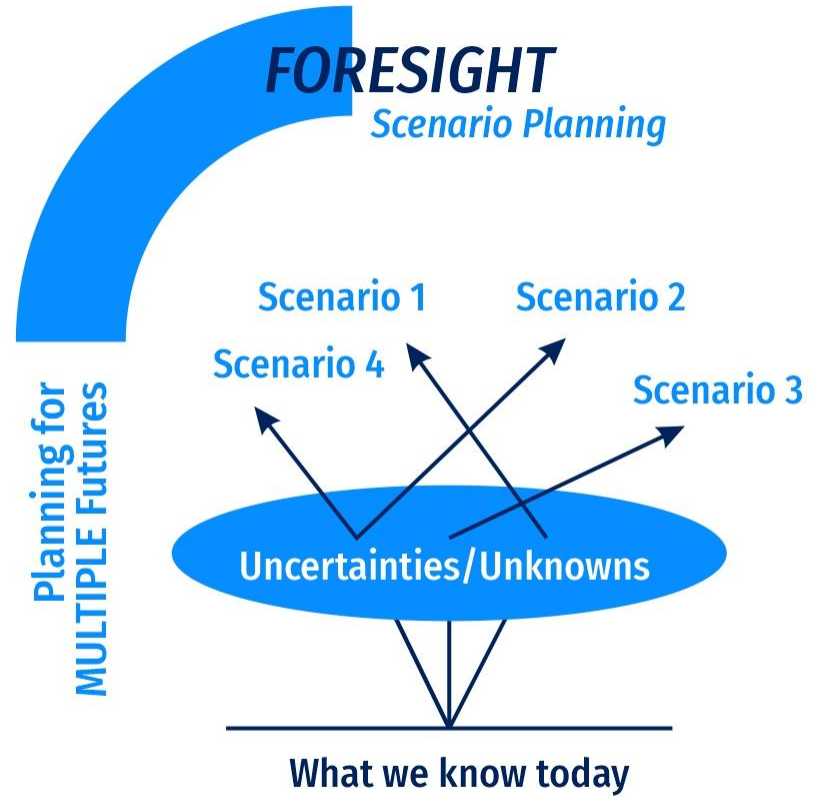 FORESIGHT
Scenario Planning
Scenario 1
Scenario 2
Scenario 4
Scenario 3
Planning for
MULTIPLE Futures
Uncertainties/Unknowns
What we know today